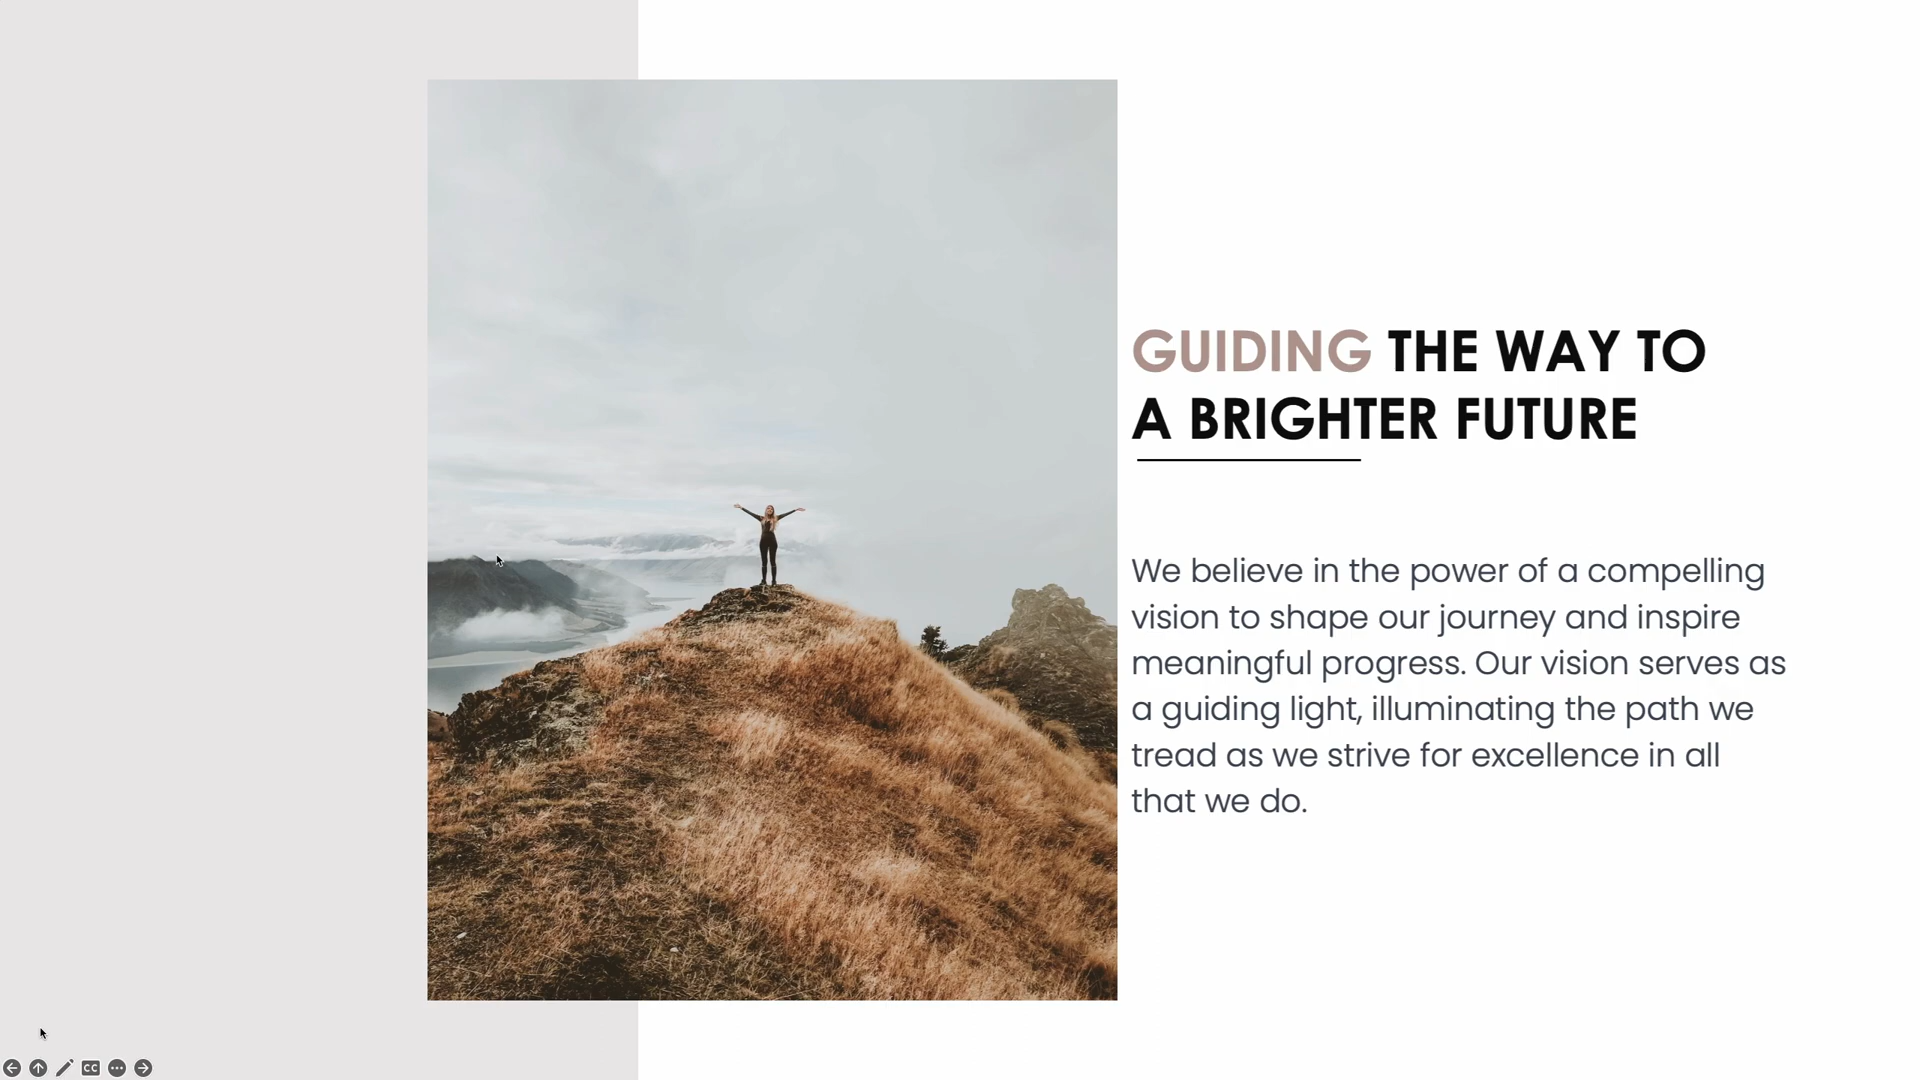 GUIDING THE WAY TO
A BRIGHTER FUTURE
We believe in the power of a compelling
vision to shape our journey and inspire
meaningful progress. Our vision serves as
a guiding light, illuminating the path we
tread as we strive for excellence in all
that we do.
CC